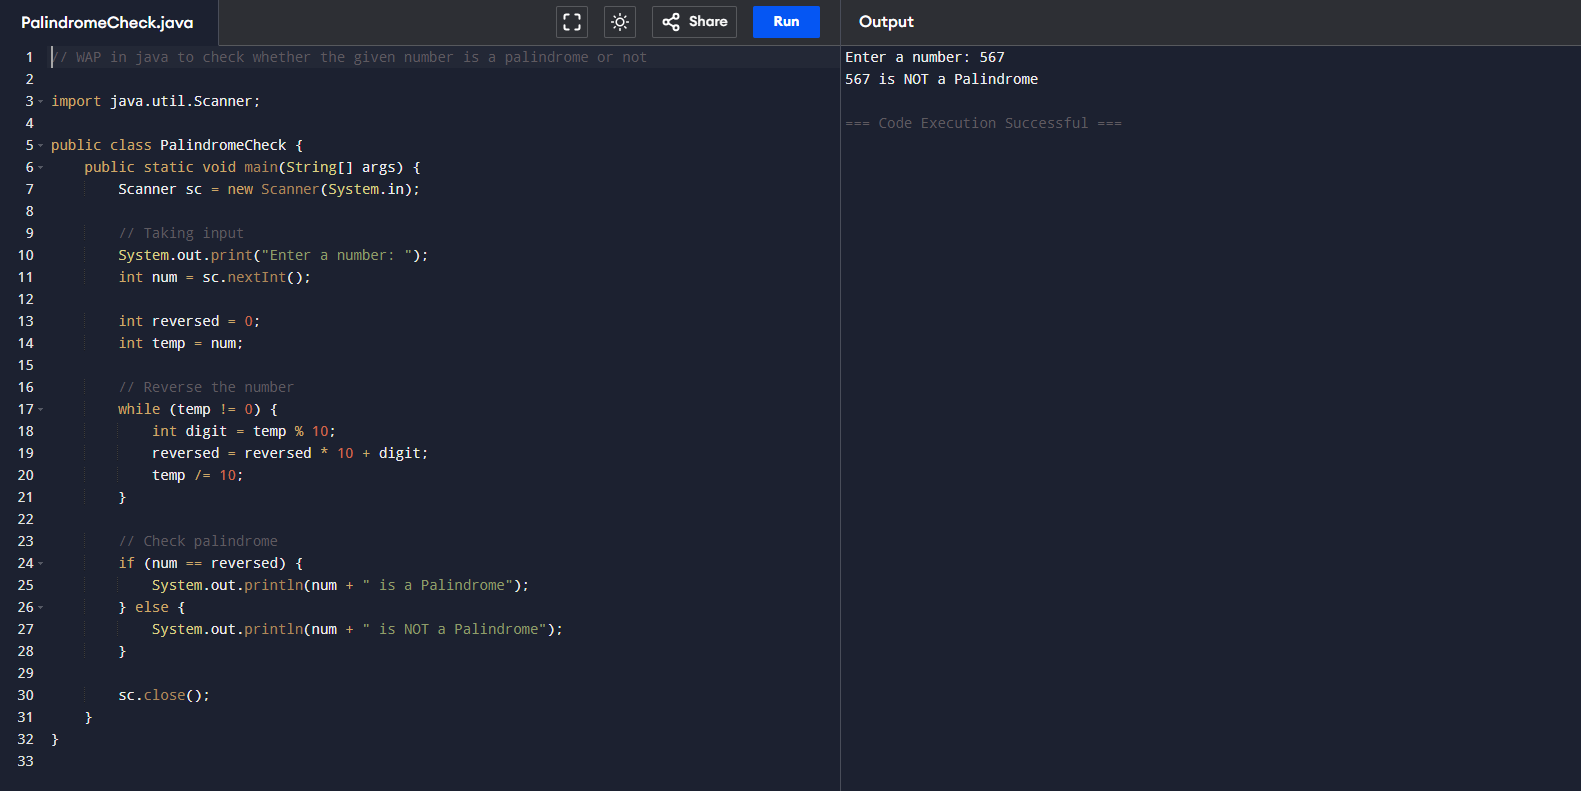 PalindromeCheck.java
Share
Run
Output
1 // WAP in java to check whether the given number is a palindrome or not
2
3 import java.util.Scanner;
4
5 public class PalindromeCheck {
6     public static void main(String[] args) {
7         Scanner sc = new Scanner(System.in);
8
9         // Taking input
10         System.out.print("Enter a number: ");
11         int num = sc.nextInt();
12
13         int reversed = 0;
14         int temp = num;
15
16         // Reverse the number
17         while (temp != 0) {
18             int digit = temp % 10;
19             reversed = reversed * 10 + digit;
20             temp /= 10;
21         }
22
23         // Check palindrome
24         if (num == reversed) {
25             System.out.println(num + " is a Palindrome");
26         } else {
27             System.out.println(num + " is NOT a Palindrome");
28         }
29
30         sc.close();
31     }
32 }
33
Enter a number: 567
567 is NOT a Palindrome
=== Code Execution Successful ===